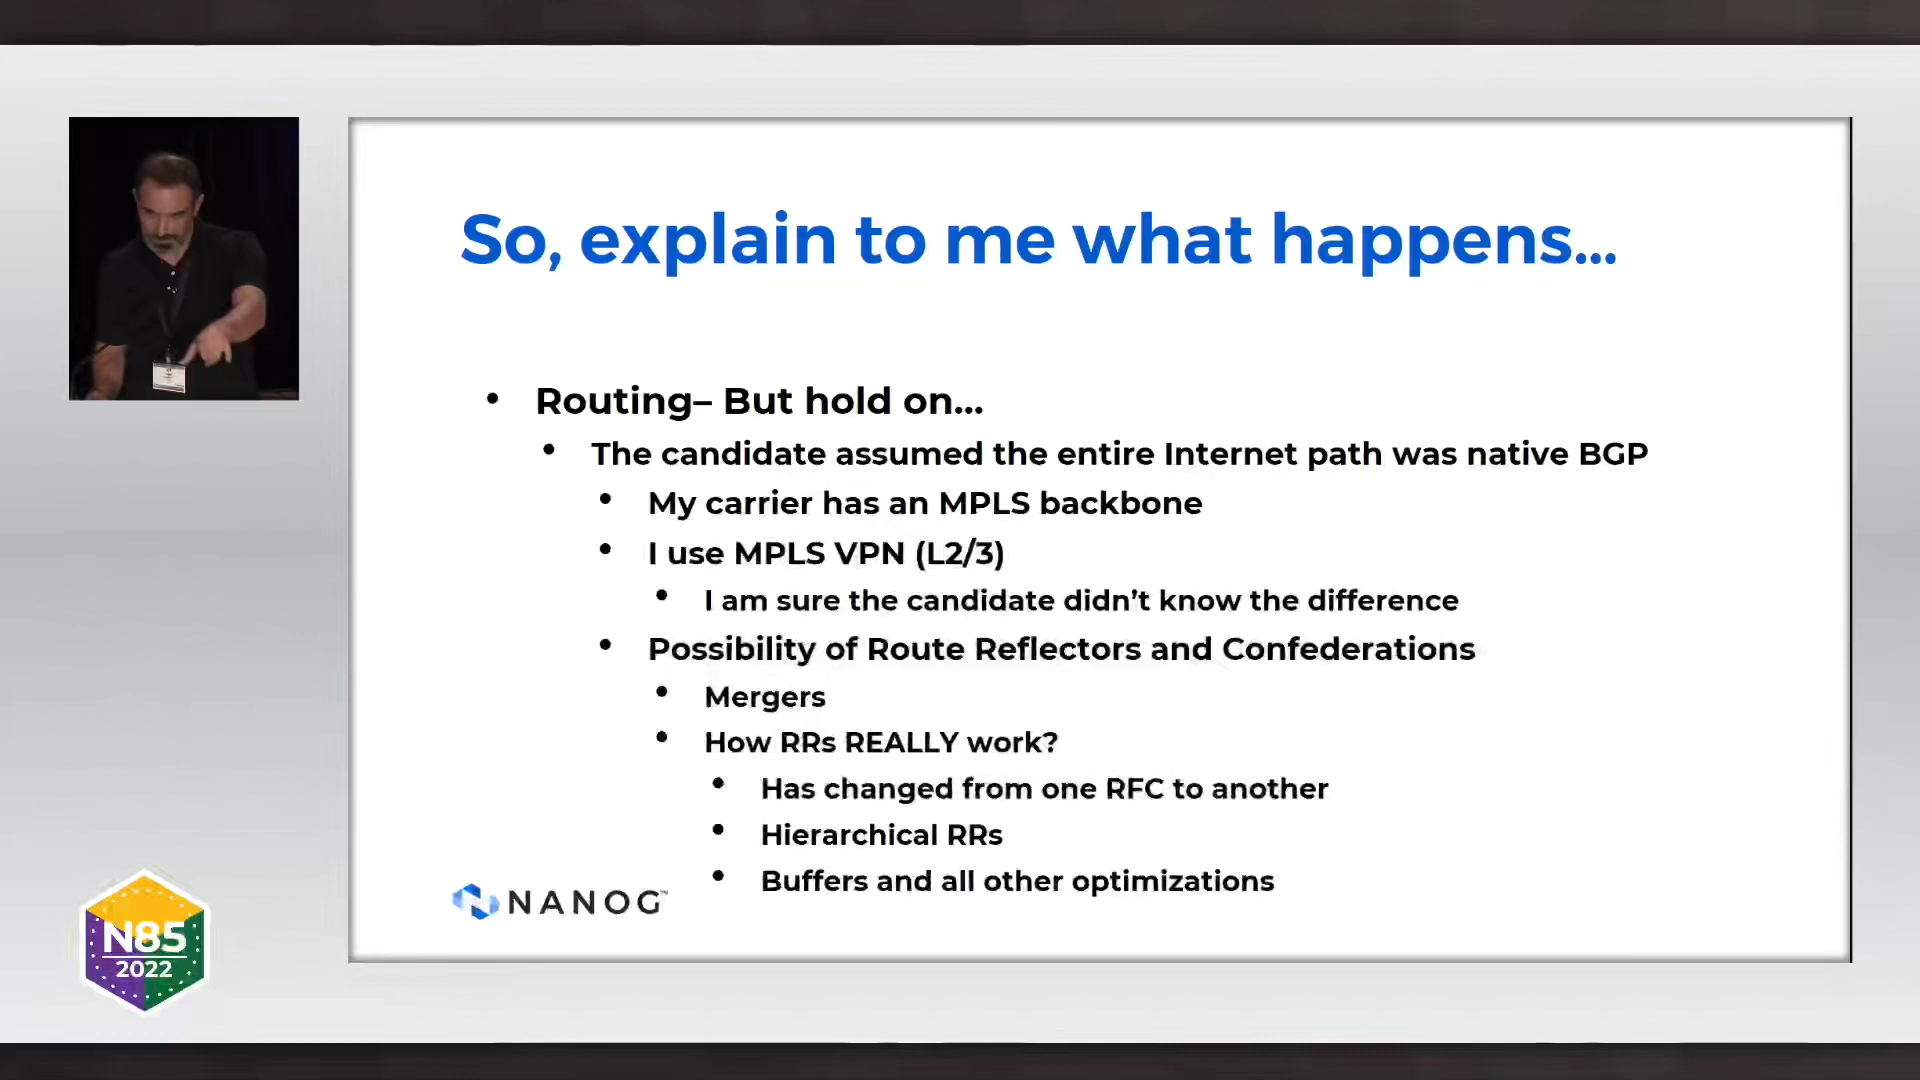 So, explain to me what happens...
Routing– But hold on...
The candidate assumed the entire Internet path was native BGP
My carrier has an MPLS backbone
I use MPLS VPN (L2/3)
I am sure the candidate didn’t know the difference
Possibility of Route Reflectors and Confederations
Mergers
How RRs REALLY work?
Has changed from one RFC to another
Hierarchical RRs
Buffers and all other optimizations
NANOG™
N85
2022